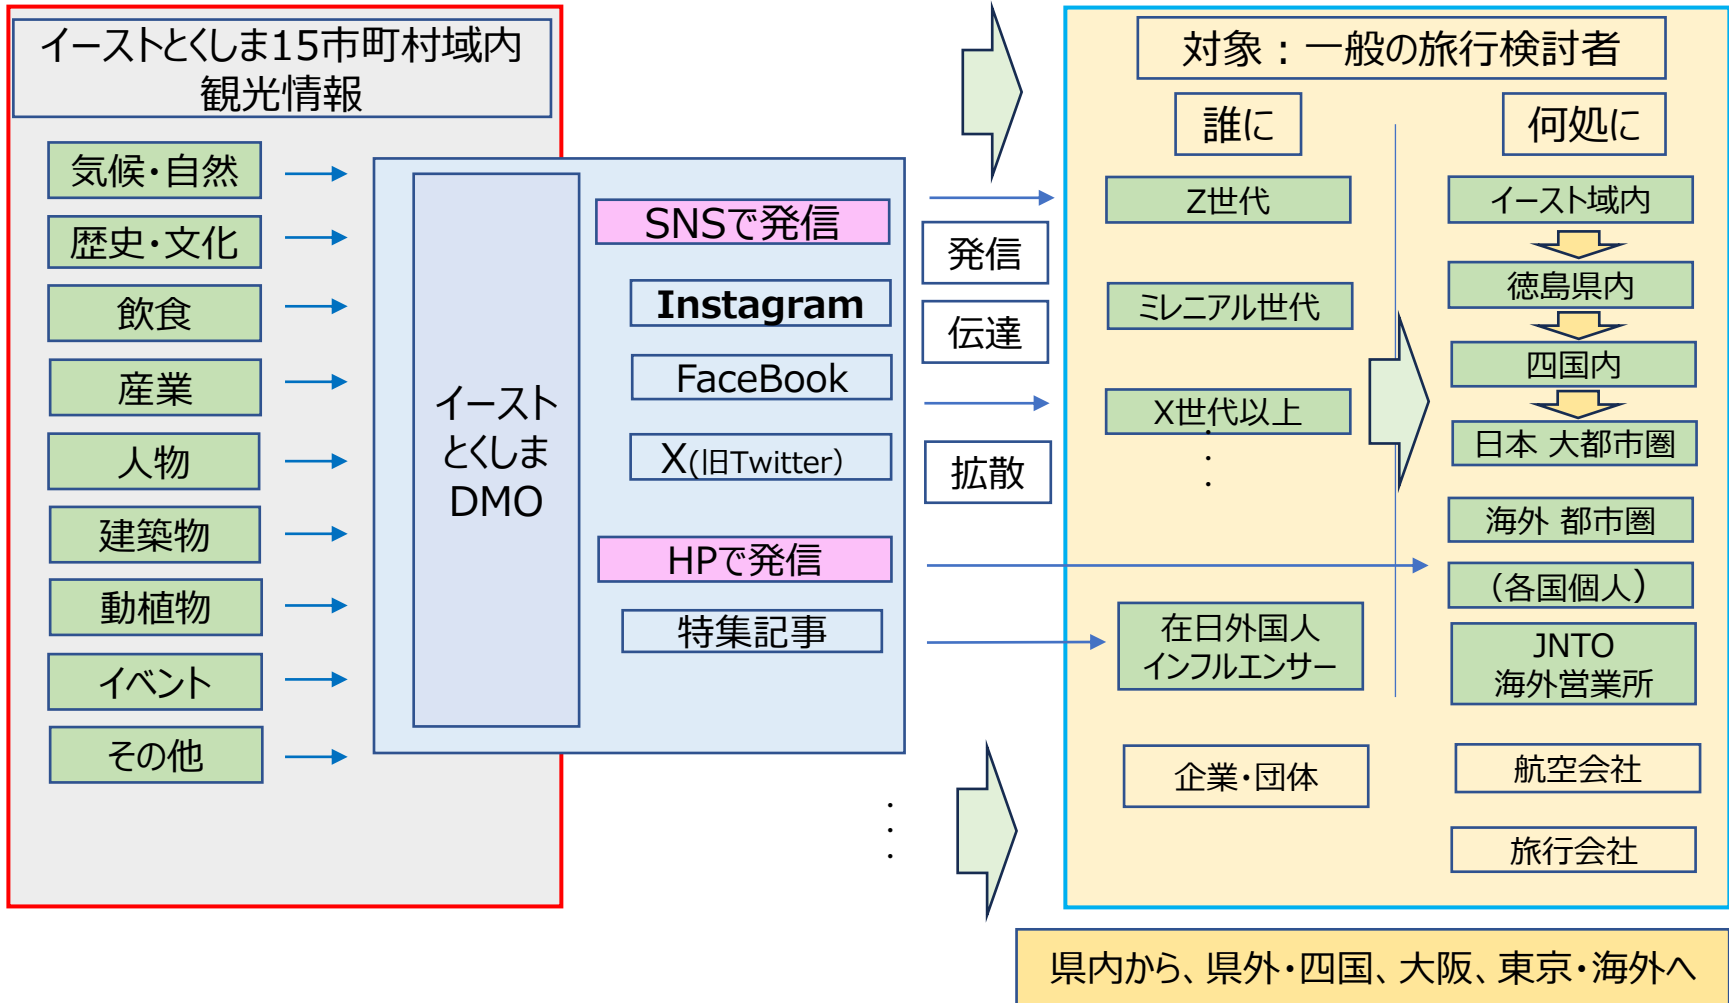 イーストとくしま15市町村域内
観光情報
気候・自然
歴史・文化
飲食
産業
人物
建築物
動植物
イベント
その他
イースト
とくしま
DMO
SNSで発信
Instagram
FaceBook
X(旧Twitter)
HPで発信
特集記事
発信
伝達
拡散
対象：一般の旅行検討者
誰に
Z世代
ミレニアル世代
X世代以上
在日外国人
インフルエンサー
企業・団体
何処に
イースト域内
徳島県内
四国内
日本 大都市圏
海外 都市圏
（各国個人）
JNTO
海外営業所
航空会社
旅行会社
県内から、県外・四国、大阪、東京・海外へ